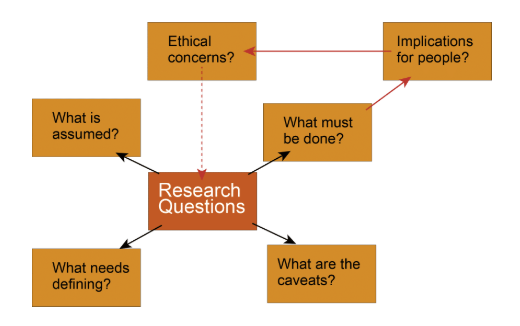 Ethical
concerns?
Implications
for people?
What is
assumed?
What must
be done?
Research
Questions
What needs
defining?
What are the
caveats?